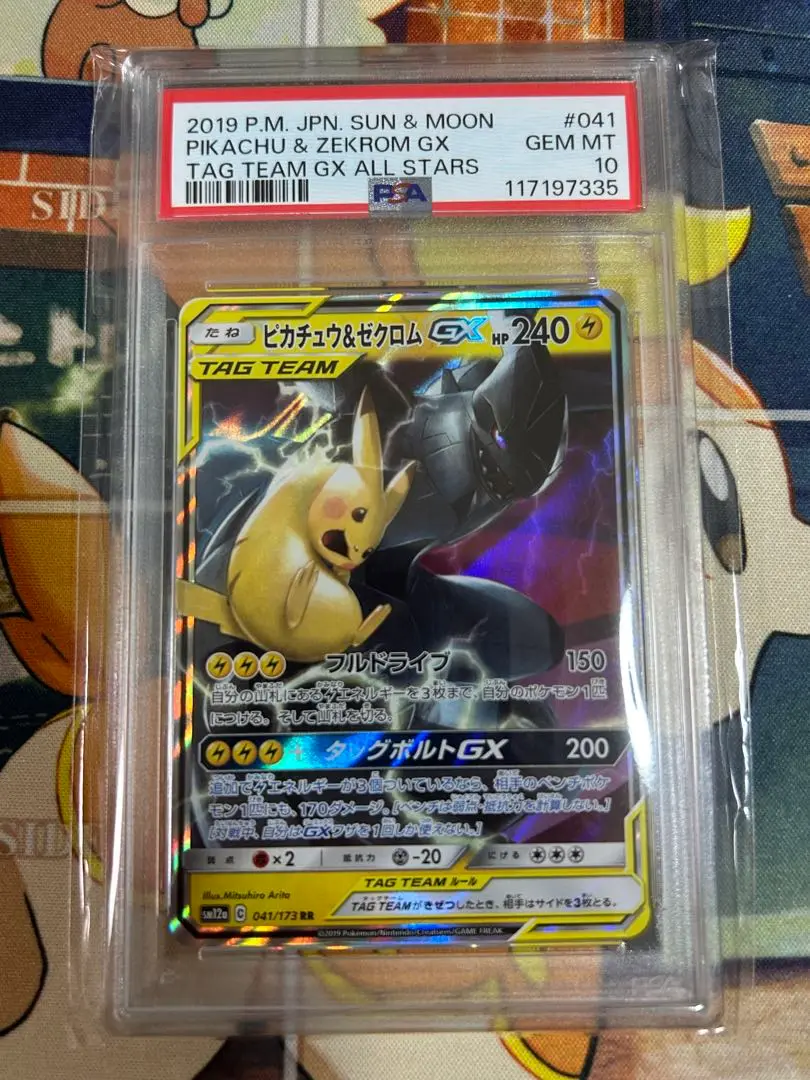 2019 P.M. JPN. SUN & MOON #041
PIKACHU & ZEKROM GX GEM MT
TAG TEAM GX ALL STARS 10
PSA 117197335
たね ピカチュウ&ゼクロムGX HP 240
TAG TEAM
フルドライブ 150
自分の山札にあるエネルギーを3枚まで、自分のポケモン1匹
につける。そして山札を切る。
+ タッグボルトGX 200
追加でエネルギーが3個ついているなら、相手のベンチポケ
モン1匹にも、170ダメージ。[ベンチは弱点・抵抗力を計算しない。]
[対戦中、自分はGXワザを1回しか使えない。]
弱点 ×2 抵抗力 -20 にげる
TAG TEAM ルール
Illus.Mitsuhiro Arita
TAG TEAMがきぜつしたとき、相手はサイドを3枚とる。
sm12a C 041/173 RR
©2019 Pokémon/Nintendo/Creatures/GAME FREAK.